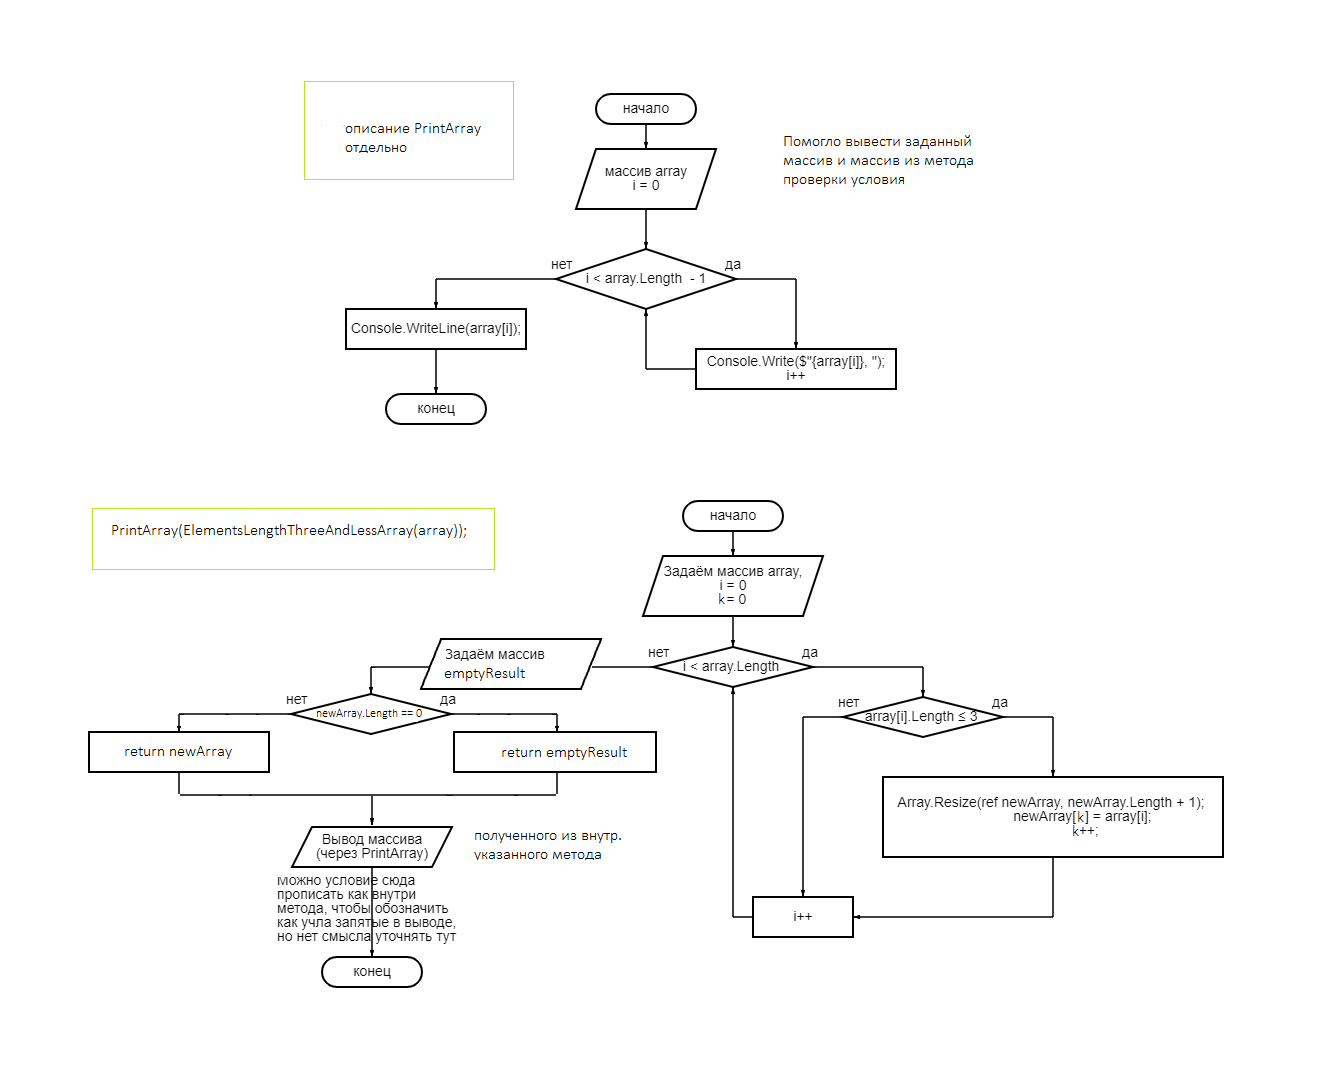 описание PrintArray
отдельно
начало
массив array
i = 0
Помогло вывести заданный
массив и массив из метода
проверки условия
нет
да
i < array.Length  - 1
Console.WriteLine(array[i]);
Console.Write($"{array[i]}, ");
i++
конец
PrintArray(ElementsLengthThreeAndLessArray(array));
начало
Задаём массив array,
i = 0
k = 0
нет
да
i < array.Length
Задаём массив
emptyResult
нет
да
newArray.Length == 0
return newArray
return emptyResult
нет
да
array[i].Length ≤ 3
Array.Resize(ref newArray, newArray.Length + 1);
newArray[k] = array[i];
k++;
Вывод массива
(через PrintArray)
полученного из внутр.
указанного метода
Можно условие сюда
прописать как внутри
метода, чтобы обозначить
как учла запятые в выводе,
но нет смысла уточнять тут
i++
конец